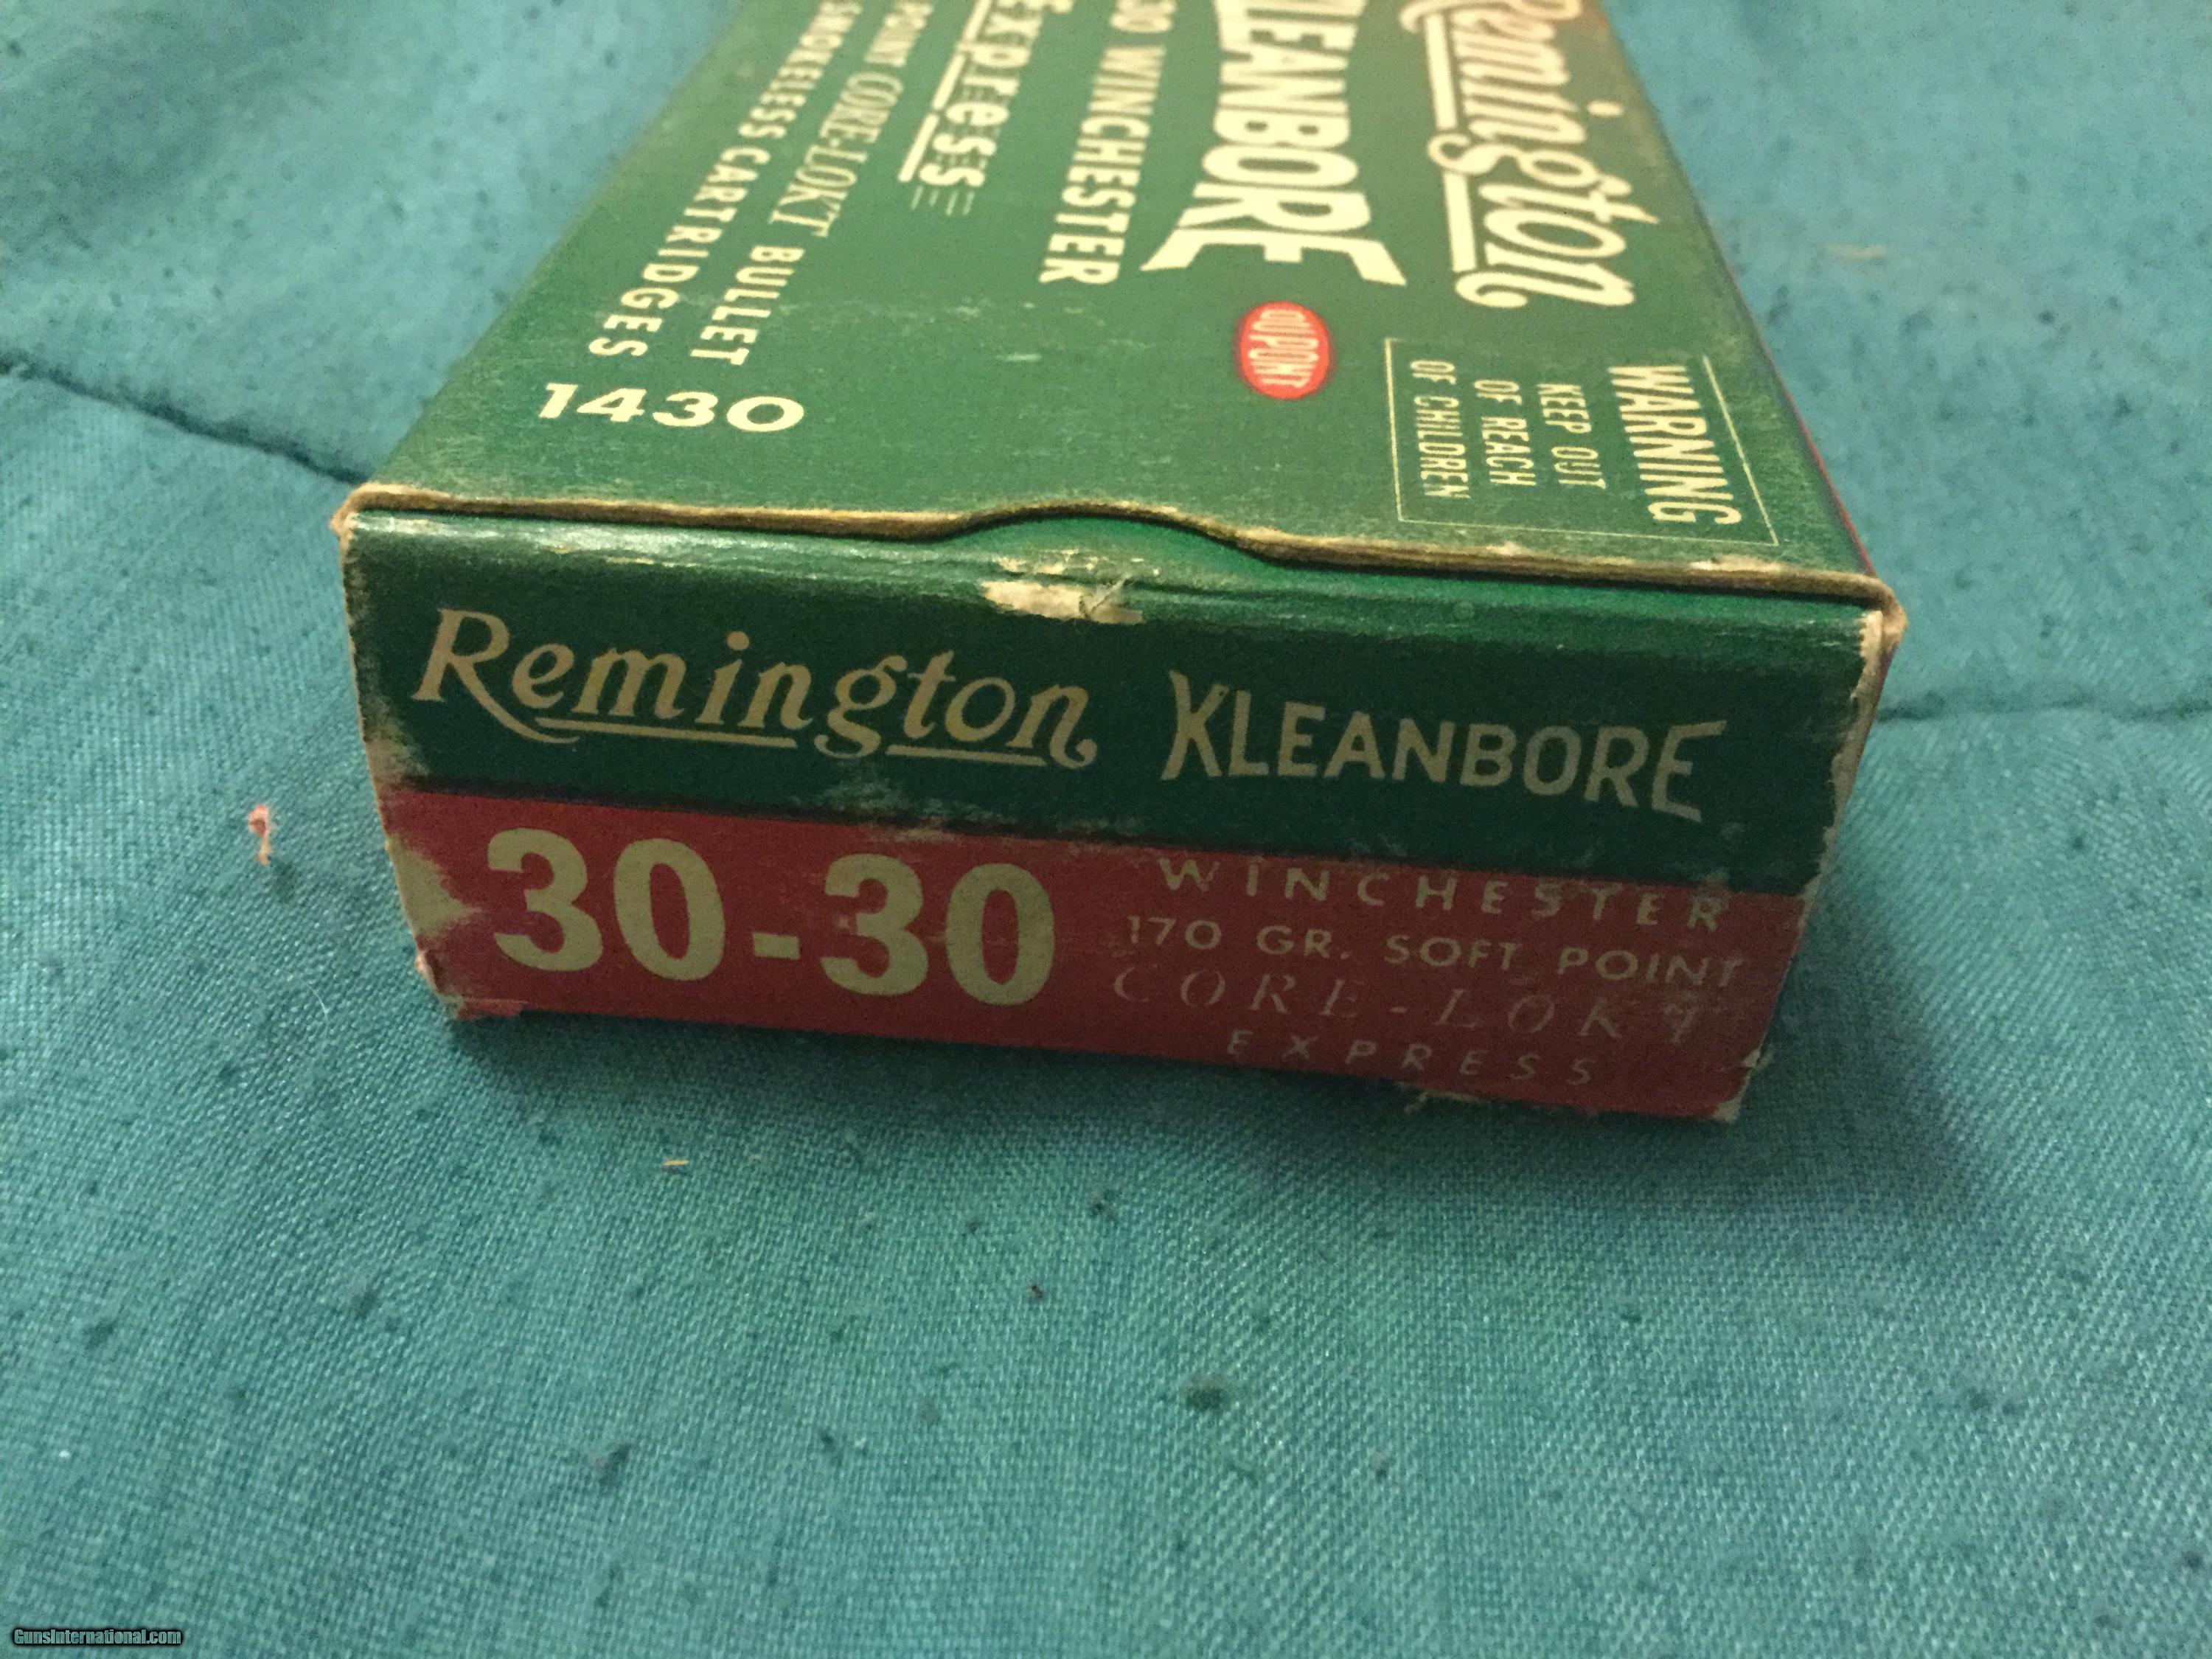 Remington
KLEANBORE
30 WINCHESTER
Express
POINT CORE-LOKT BULLET
SMOKELESS CARTRIDGES
1430
DUPONT
WARNING
KEEP OUT
OF REACH
OF CHILDREN
Remington KLEANBORE
30-30
WINCHESTER
170 GR. SOFT POINT
CORE-LOKT
EXPRESS
GunsInternational.com